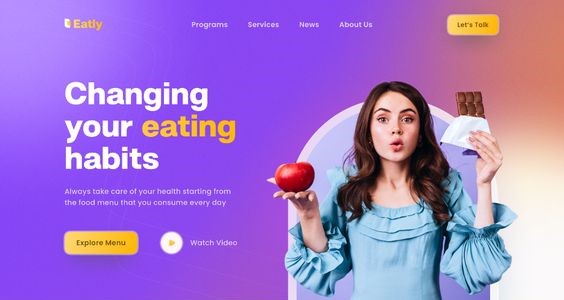 Eatly
Programs
Services
News
About Us
Let's Talk
Changing
your eating
habits
Always take care of your health starting from
the food menu that you consume every day
Explore Menu
Watch Video